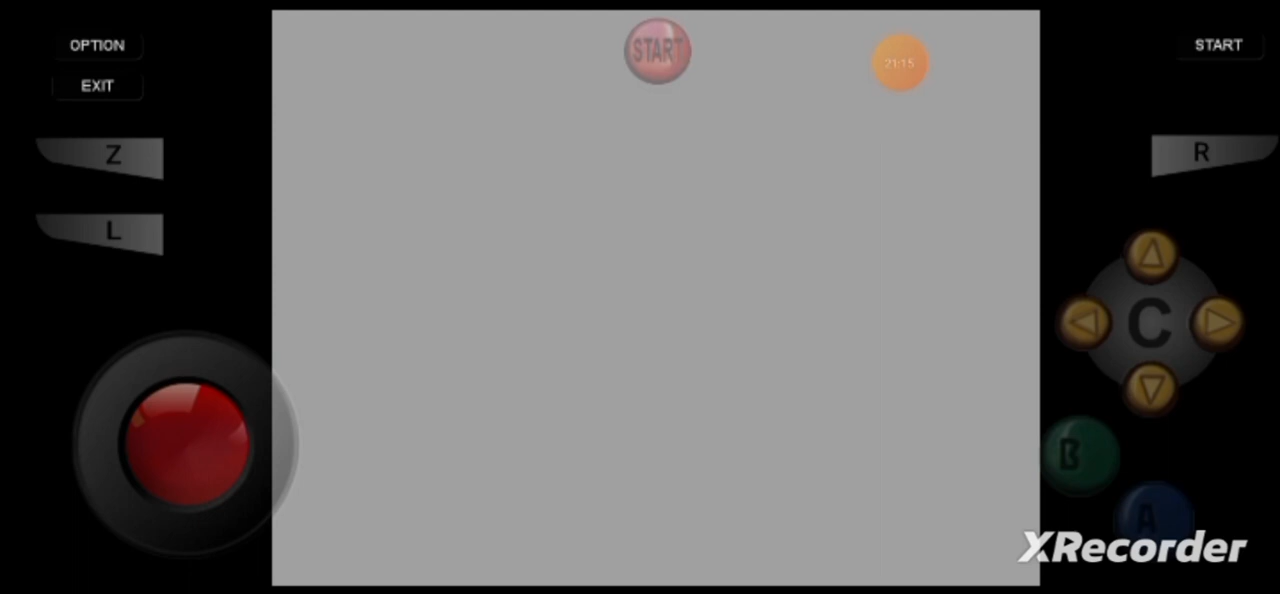 OPTION
START
21:15
START
EXIT
Z
R
L
C
B
A
XRecorder